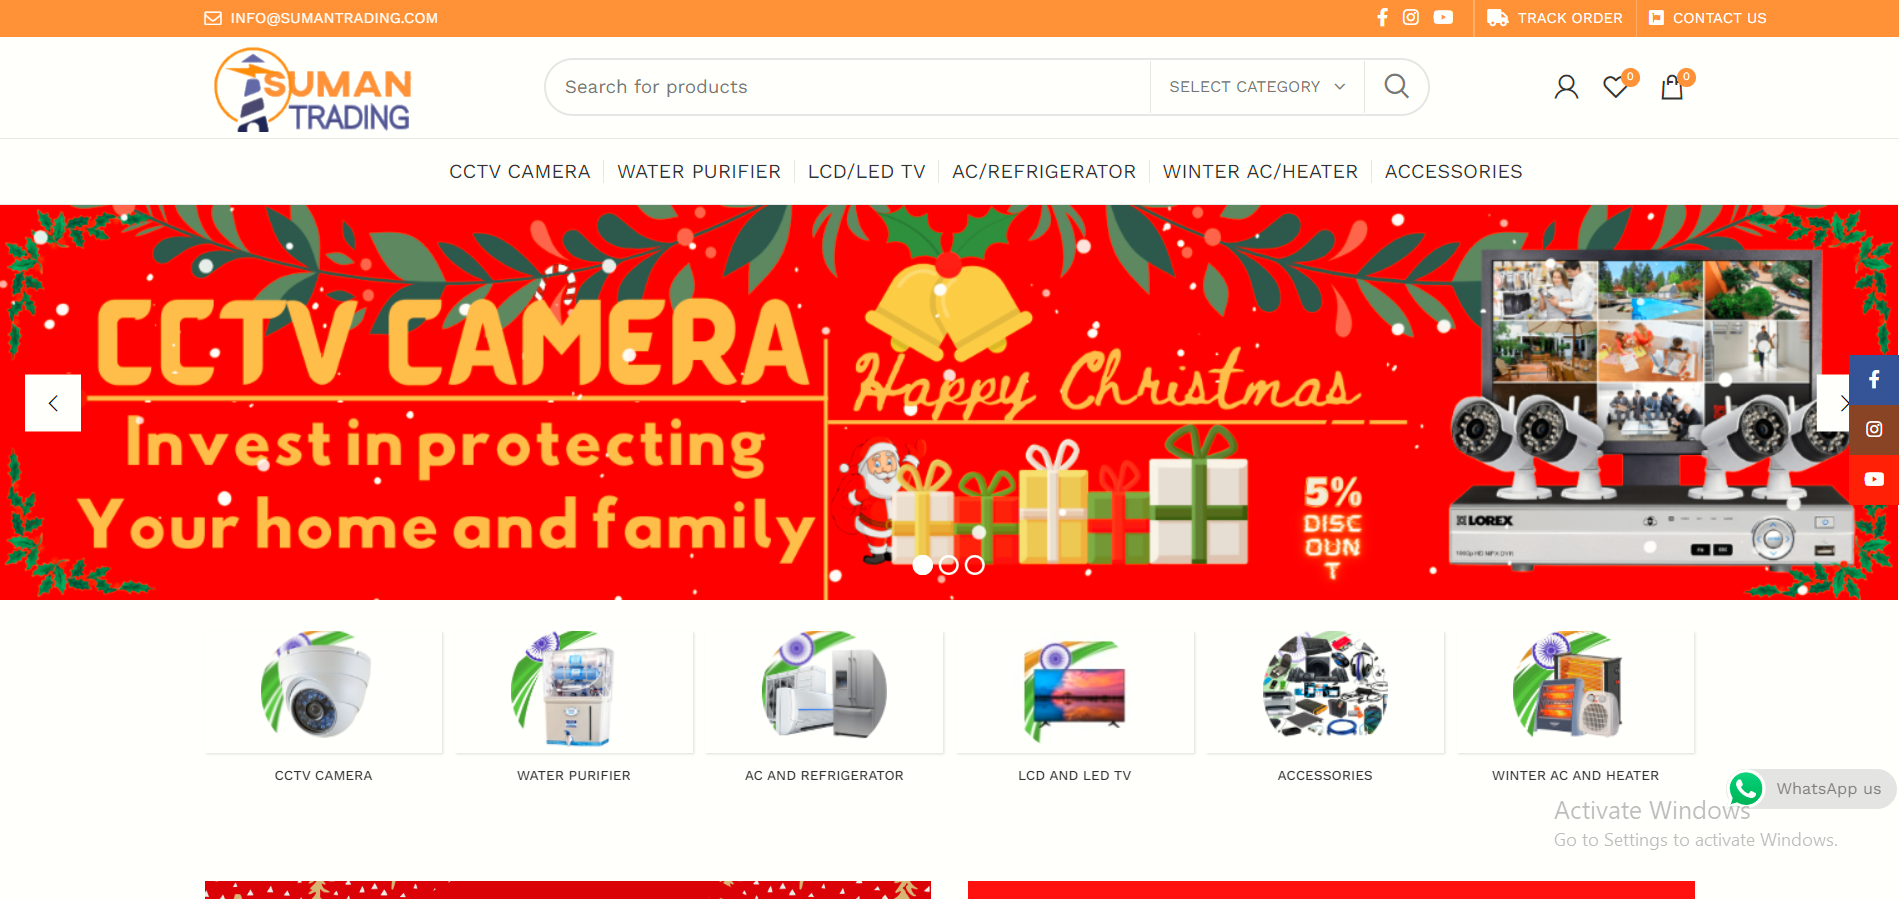 INFO@SUMANTRADING.COM
TRACK ORDER
CONTACT US
SUMAN
TRADING
Search for products
SELECT CATEGORY
0
0
CCTV CAMERA
WATER PURIFIER
LCD/LED TV
AC/REFRIGERATOR
WINTER AC/HEATER
ACCESSORIES
CCTV CAMERA
Invest in protecting
Your home and family
Happy Christmas
5%
DISC
OUN
T
LOREX
CCTV CAMERA
WATER PURIFIER
AC AND REFRIGERATOR
LCD AND LED TV
ACCESSORIES
WINTER AC AND HEATER
WhatsApp us
Activate Windows
Go to Settings to activate Windows.